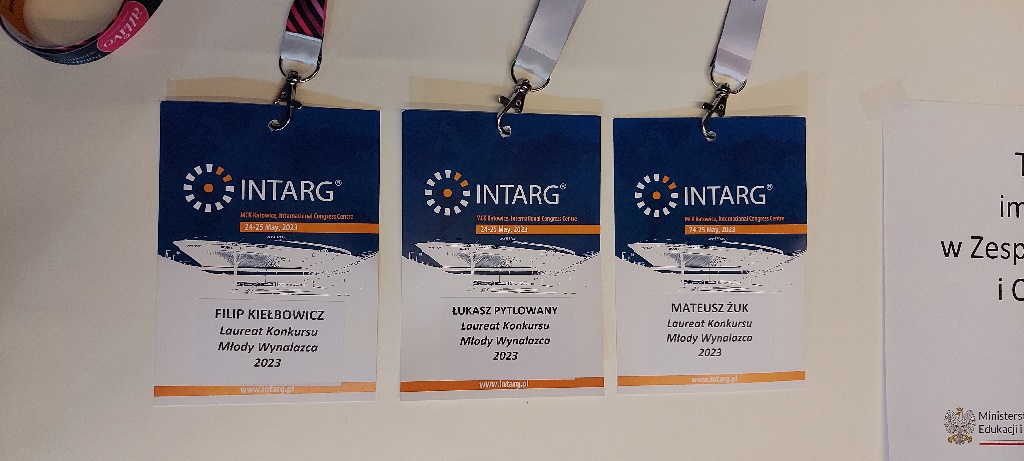 allivo
INTARG®
MCK Katowice, International Congress Centre
24-25 May, 2023
FILIP KIEŁBOWICZ
Laureat Konkursu
Młody Wynalazca
2023
www.intarg.pl
INTARG®
MCK Katowice, International Congress Centre
24-25 May, 2023
ŁUKASZ PYTLOWANY
Laureat Konkursu
Młody Wynalazca
2023
www.intarg.pl
INTARG®
MCK Katowice, International Congress Centre
24-25 May, 2023
MATEUSZ ŻUK
Laureat Konkursu
Młody Wynalazca
2023
www.intarg.pl
T
im
w Zesp
i O
Ministerst
Edukacji i